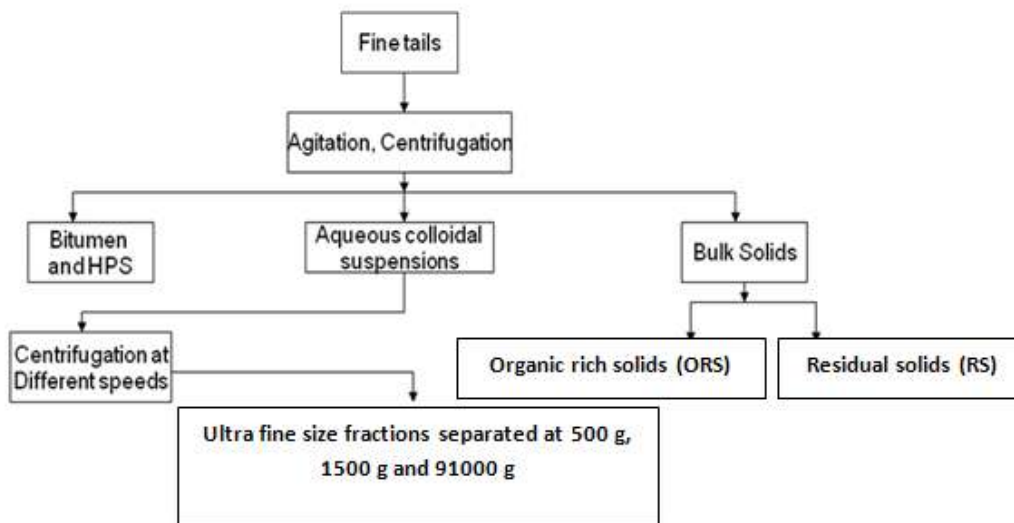 Fine tails
Agitation, Centrifugation
Bitumen
and HPS
Aqueous colloidal
suspensions
Bulk Solids
Centrifugation at
Different speeds
Organic rich solids (ORS)
Residual solids (RS)
Ultra fine size fractions separated at 500 g,
1500 g and 91000 g